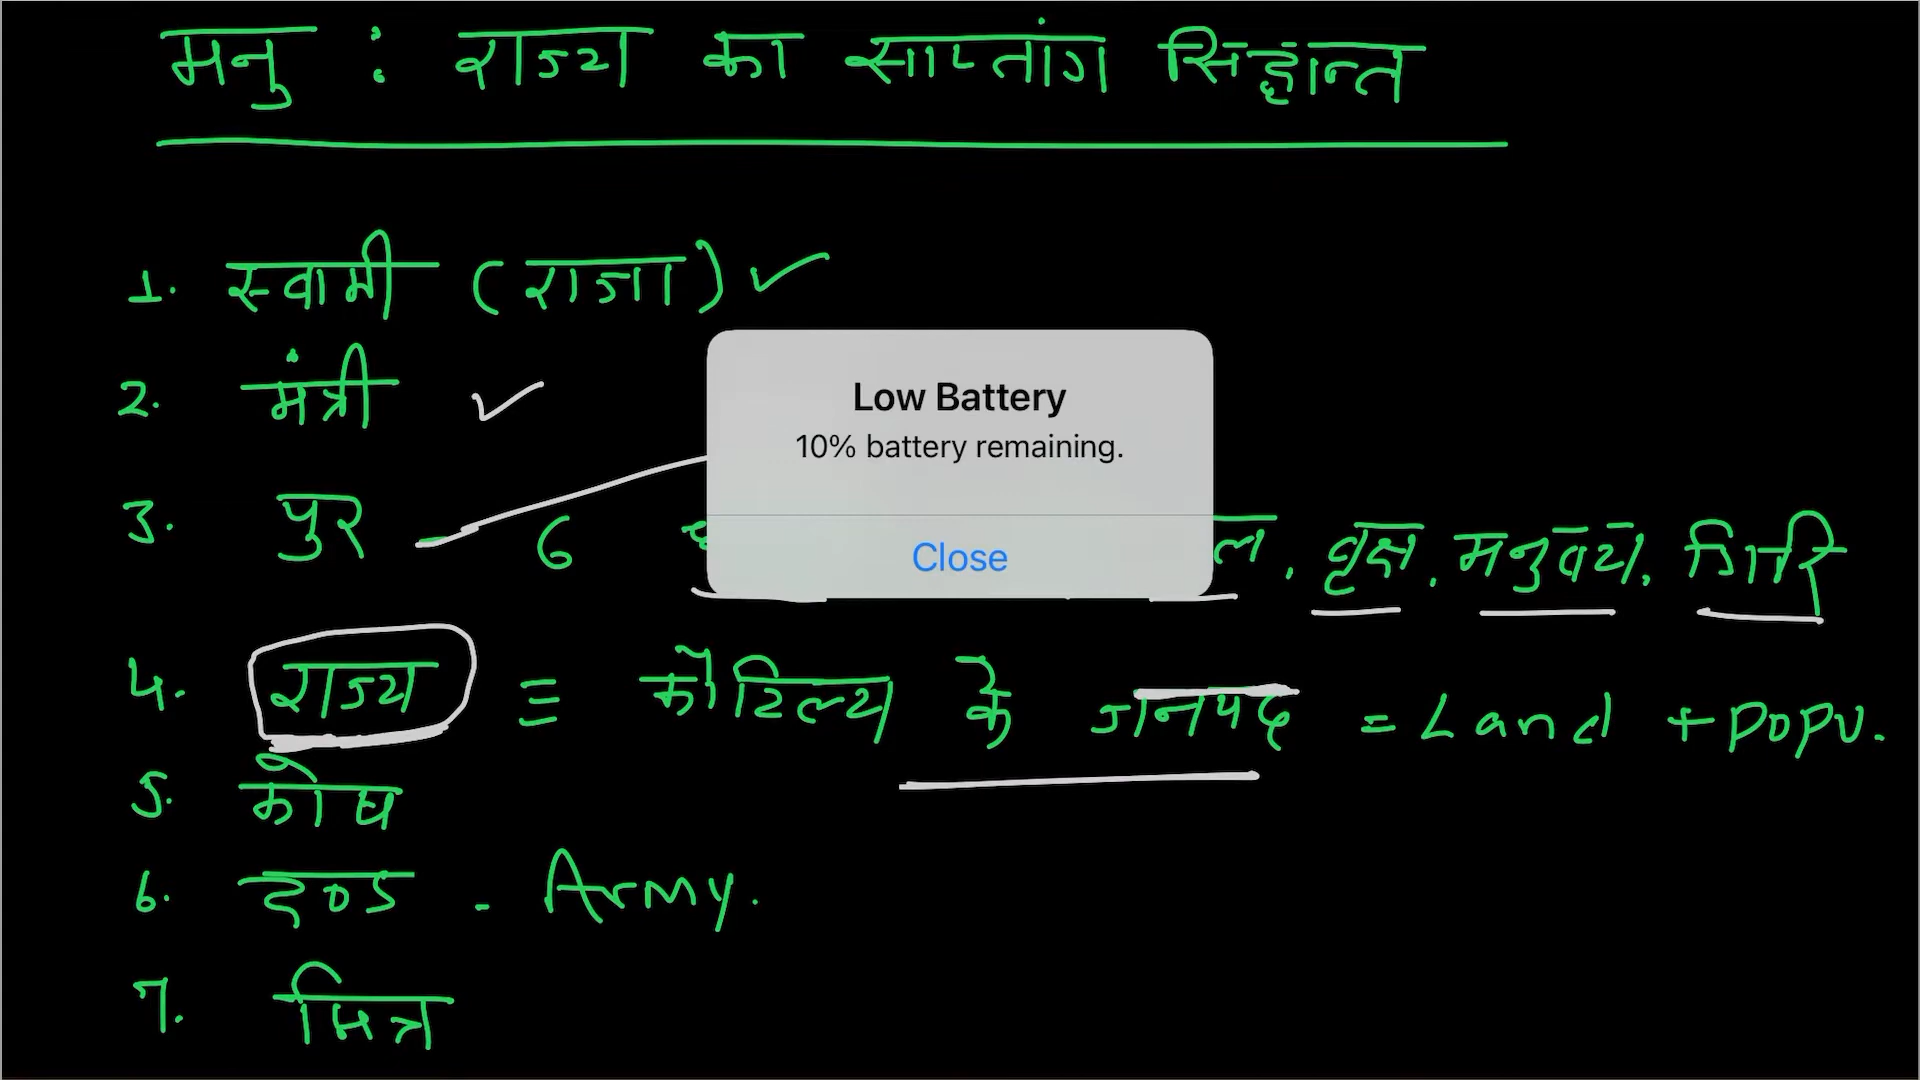 मनु : राज्य का साप्तांग सिद्धान्त
1. स्वामी (राजा) ✓
2. मंत्री ✓
Low Battery
10% battery remaining.
3. पुर - 6 ल, वृक्ष, मनुष्य, गिरि
Close
4. राज्य ≡ कौटिल्य के जनपद = Land + Popu.
5. कोष
6. दण्ड - Army.
7. मित्र